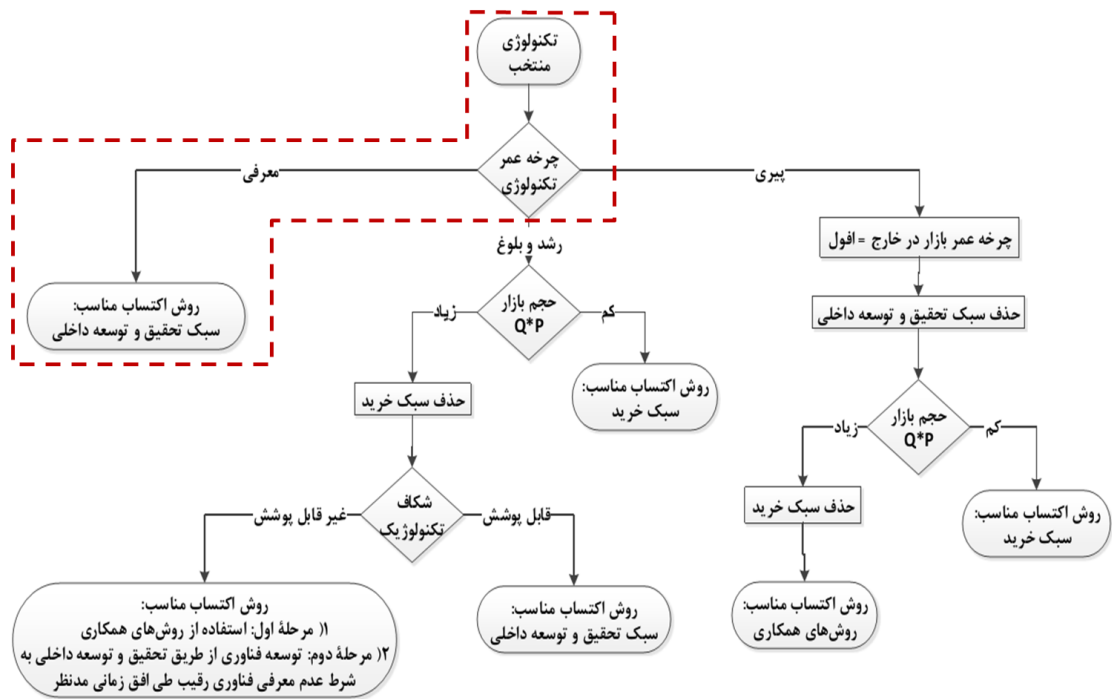 تکنولوژی
منتخب
چرخه عمر
تکنولوژی
معرفی
پیری
رشد و بلوغ
روش اکتساب مناسب:
سبک تحقیق و توسعه داخلی
حجم بازار
Q*P
زیاد
کم
حذف سبک خرید
روش اکتساب مناسب:
سبک خرید
شکاف
تکنولوژیک
غیر قابل پوشش
قابل پوشش
روش اکتساب مناسب:
۱( مرحلهٔ اول: استفاده از روش‌های همکاری
۲( مرحلهٔ دوم: توسعه فناوری از طریق تحقیق و توسعه داخلی به
شرط عدم معرفی فناوری رقیب طی افق زمانی مدنظر
روش اکتساب مناسب:
سبک تحقیق و توسعه داخلی
چرخه عمر بازار در خارج = افول
حذف سبک تحقیق و توسعه داخلی
حجم بازار
Q*P
زیاد
کم
حذف سبک خرید
روش اکتساب مناسب:
سبک خرید
روش اکتساب مناسب:
روش‌های همکاری